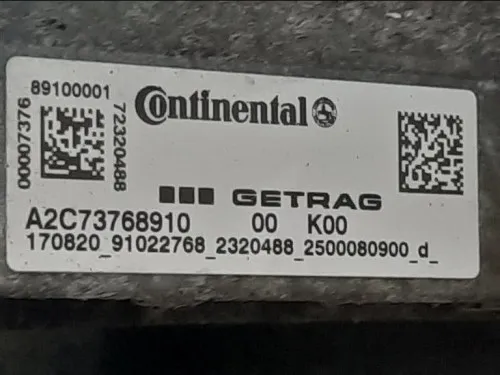 89100001
00007376
72320488
Continental
GETRAG
A2C73768910 00 K00
170820_91022768_2320488_2500080900_d_